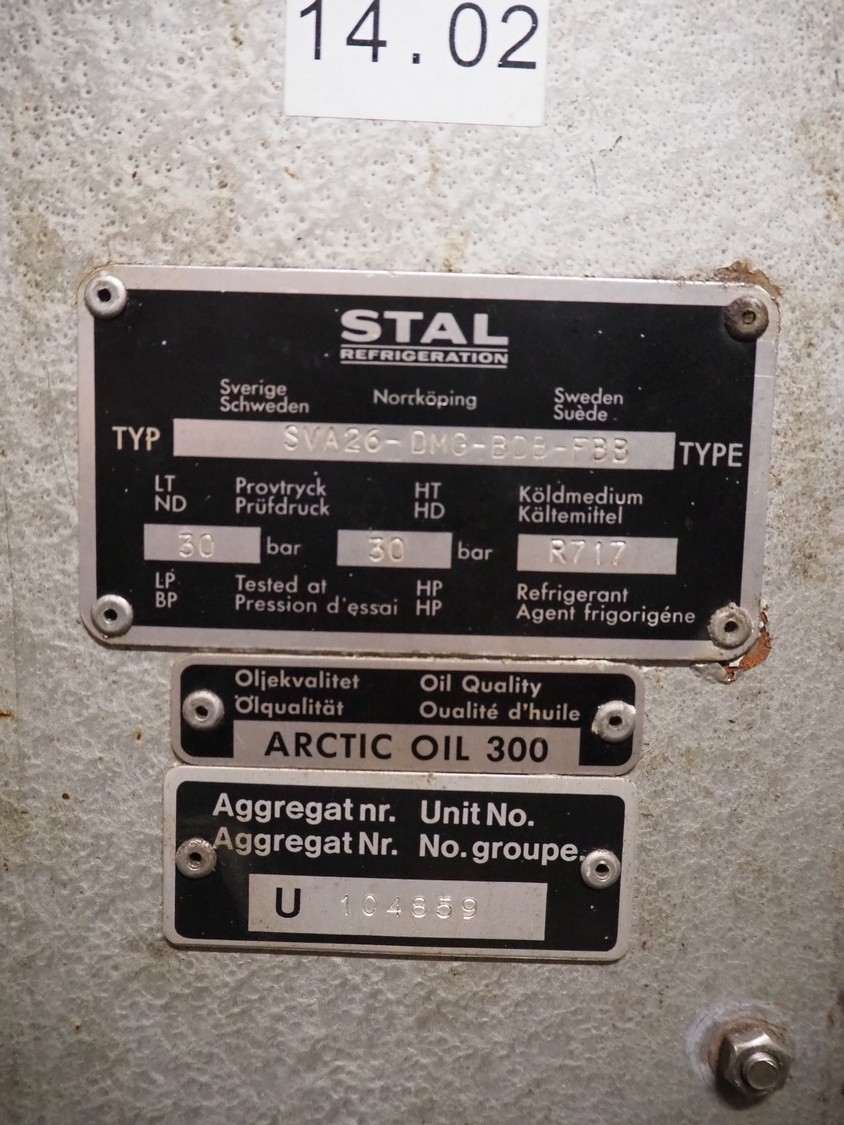 14.02
STAL
REFRIGERATION
Sverige Norrköping Sweden
Schweden Suède
TYP SVA26-DMG-BDB-FBB TYPE
LT Provtryck HT Köldmedium
ND Prüfdruck HD Kältemittel
30 bar 30 bar R717
LP Tested at HP Refrigerant
BP Pression d'essai HP Agent frigorigéne
Oljekvalitet Oil Quality
Ölqualität Oualité d'huile
ARCTIC OIL 300
Aggregat nr. Unit No.
Aggregat Nr. No. groupe.
U 104859